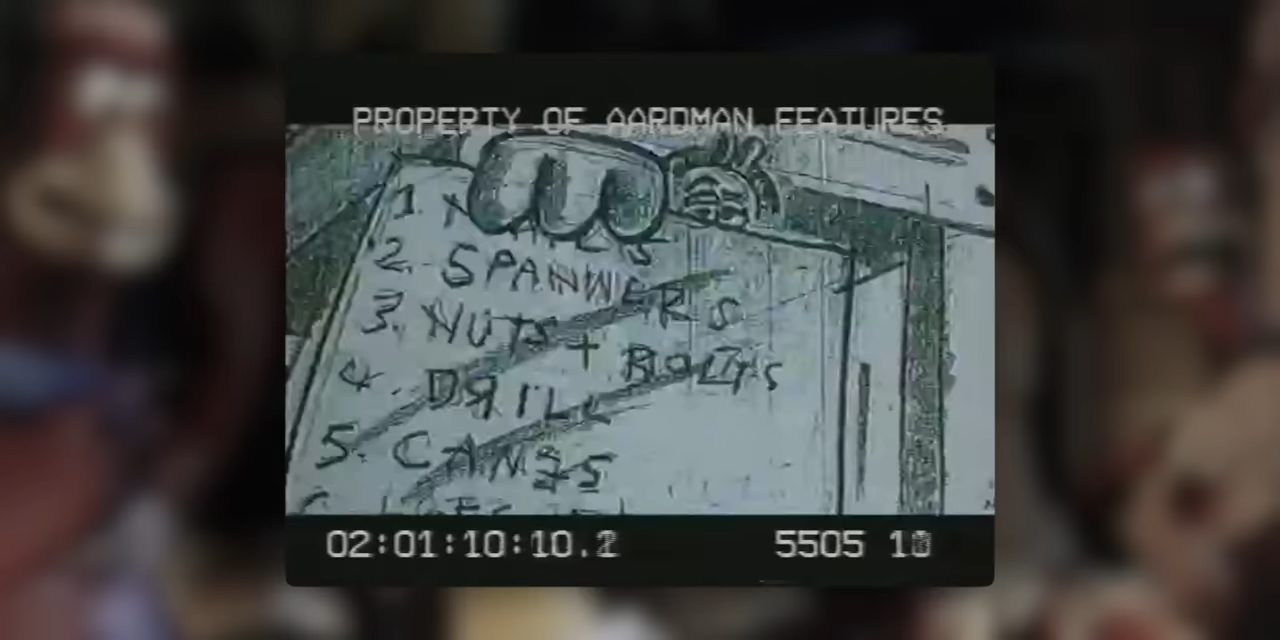 PROPERTY OF AARDMAN FEATURES
1.
2. SPANNERS
3. NUTS + BOLTS
4. DRILL
5. CANS
02:01:10:10.2
5505 10